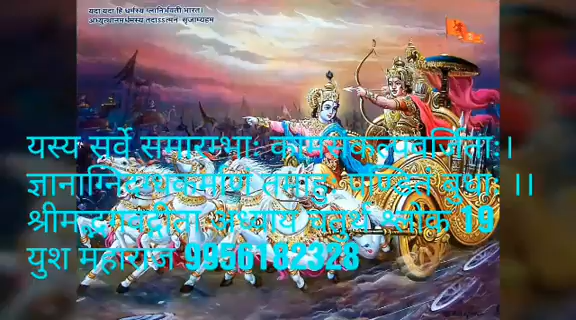 यदा यदा हि धर्मस्य ग्लानिर्भवती भारत।
अभ्युत्थानमधर्मस्य तदाऽऽत्मन सृजाम्यहम
यस्य सर्वे समारम्भाः कामसंकल्पवर्जिताः।
ज्ञानाग्निदग्धकर्माणं तमाहुः पण्डितं बुधाः ।।
श्रीमद्भगवद्गीता अध्याय चतुर्थ श्लोक 19
युश महाराज 9956182328